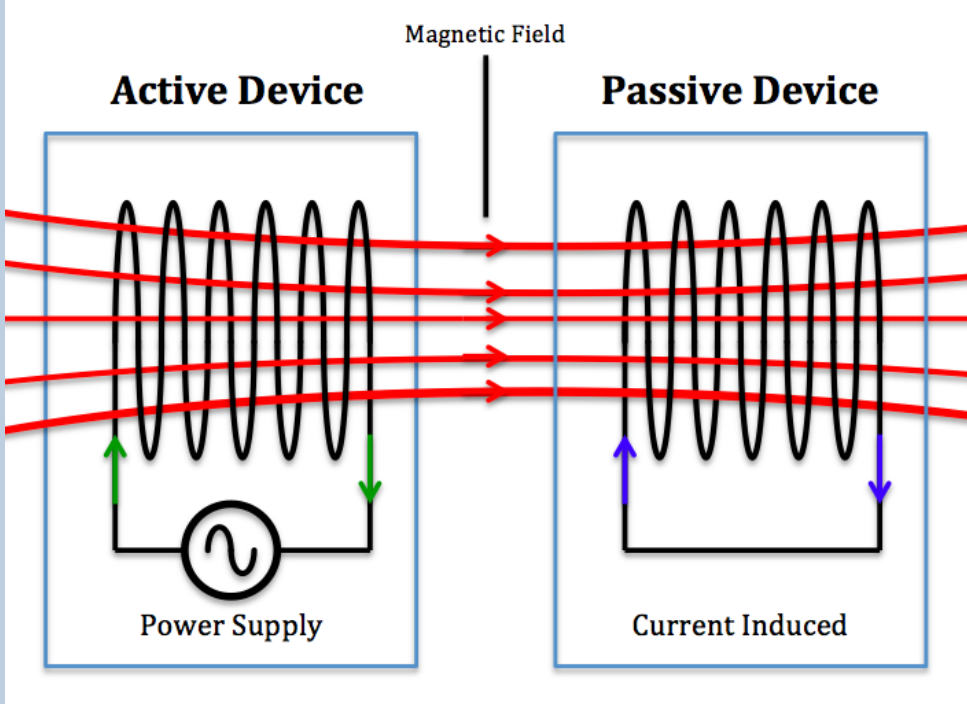 Magnetic Field
Active Device
Passive Device
Power Supply
Current Induced